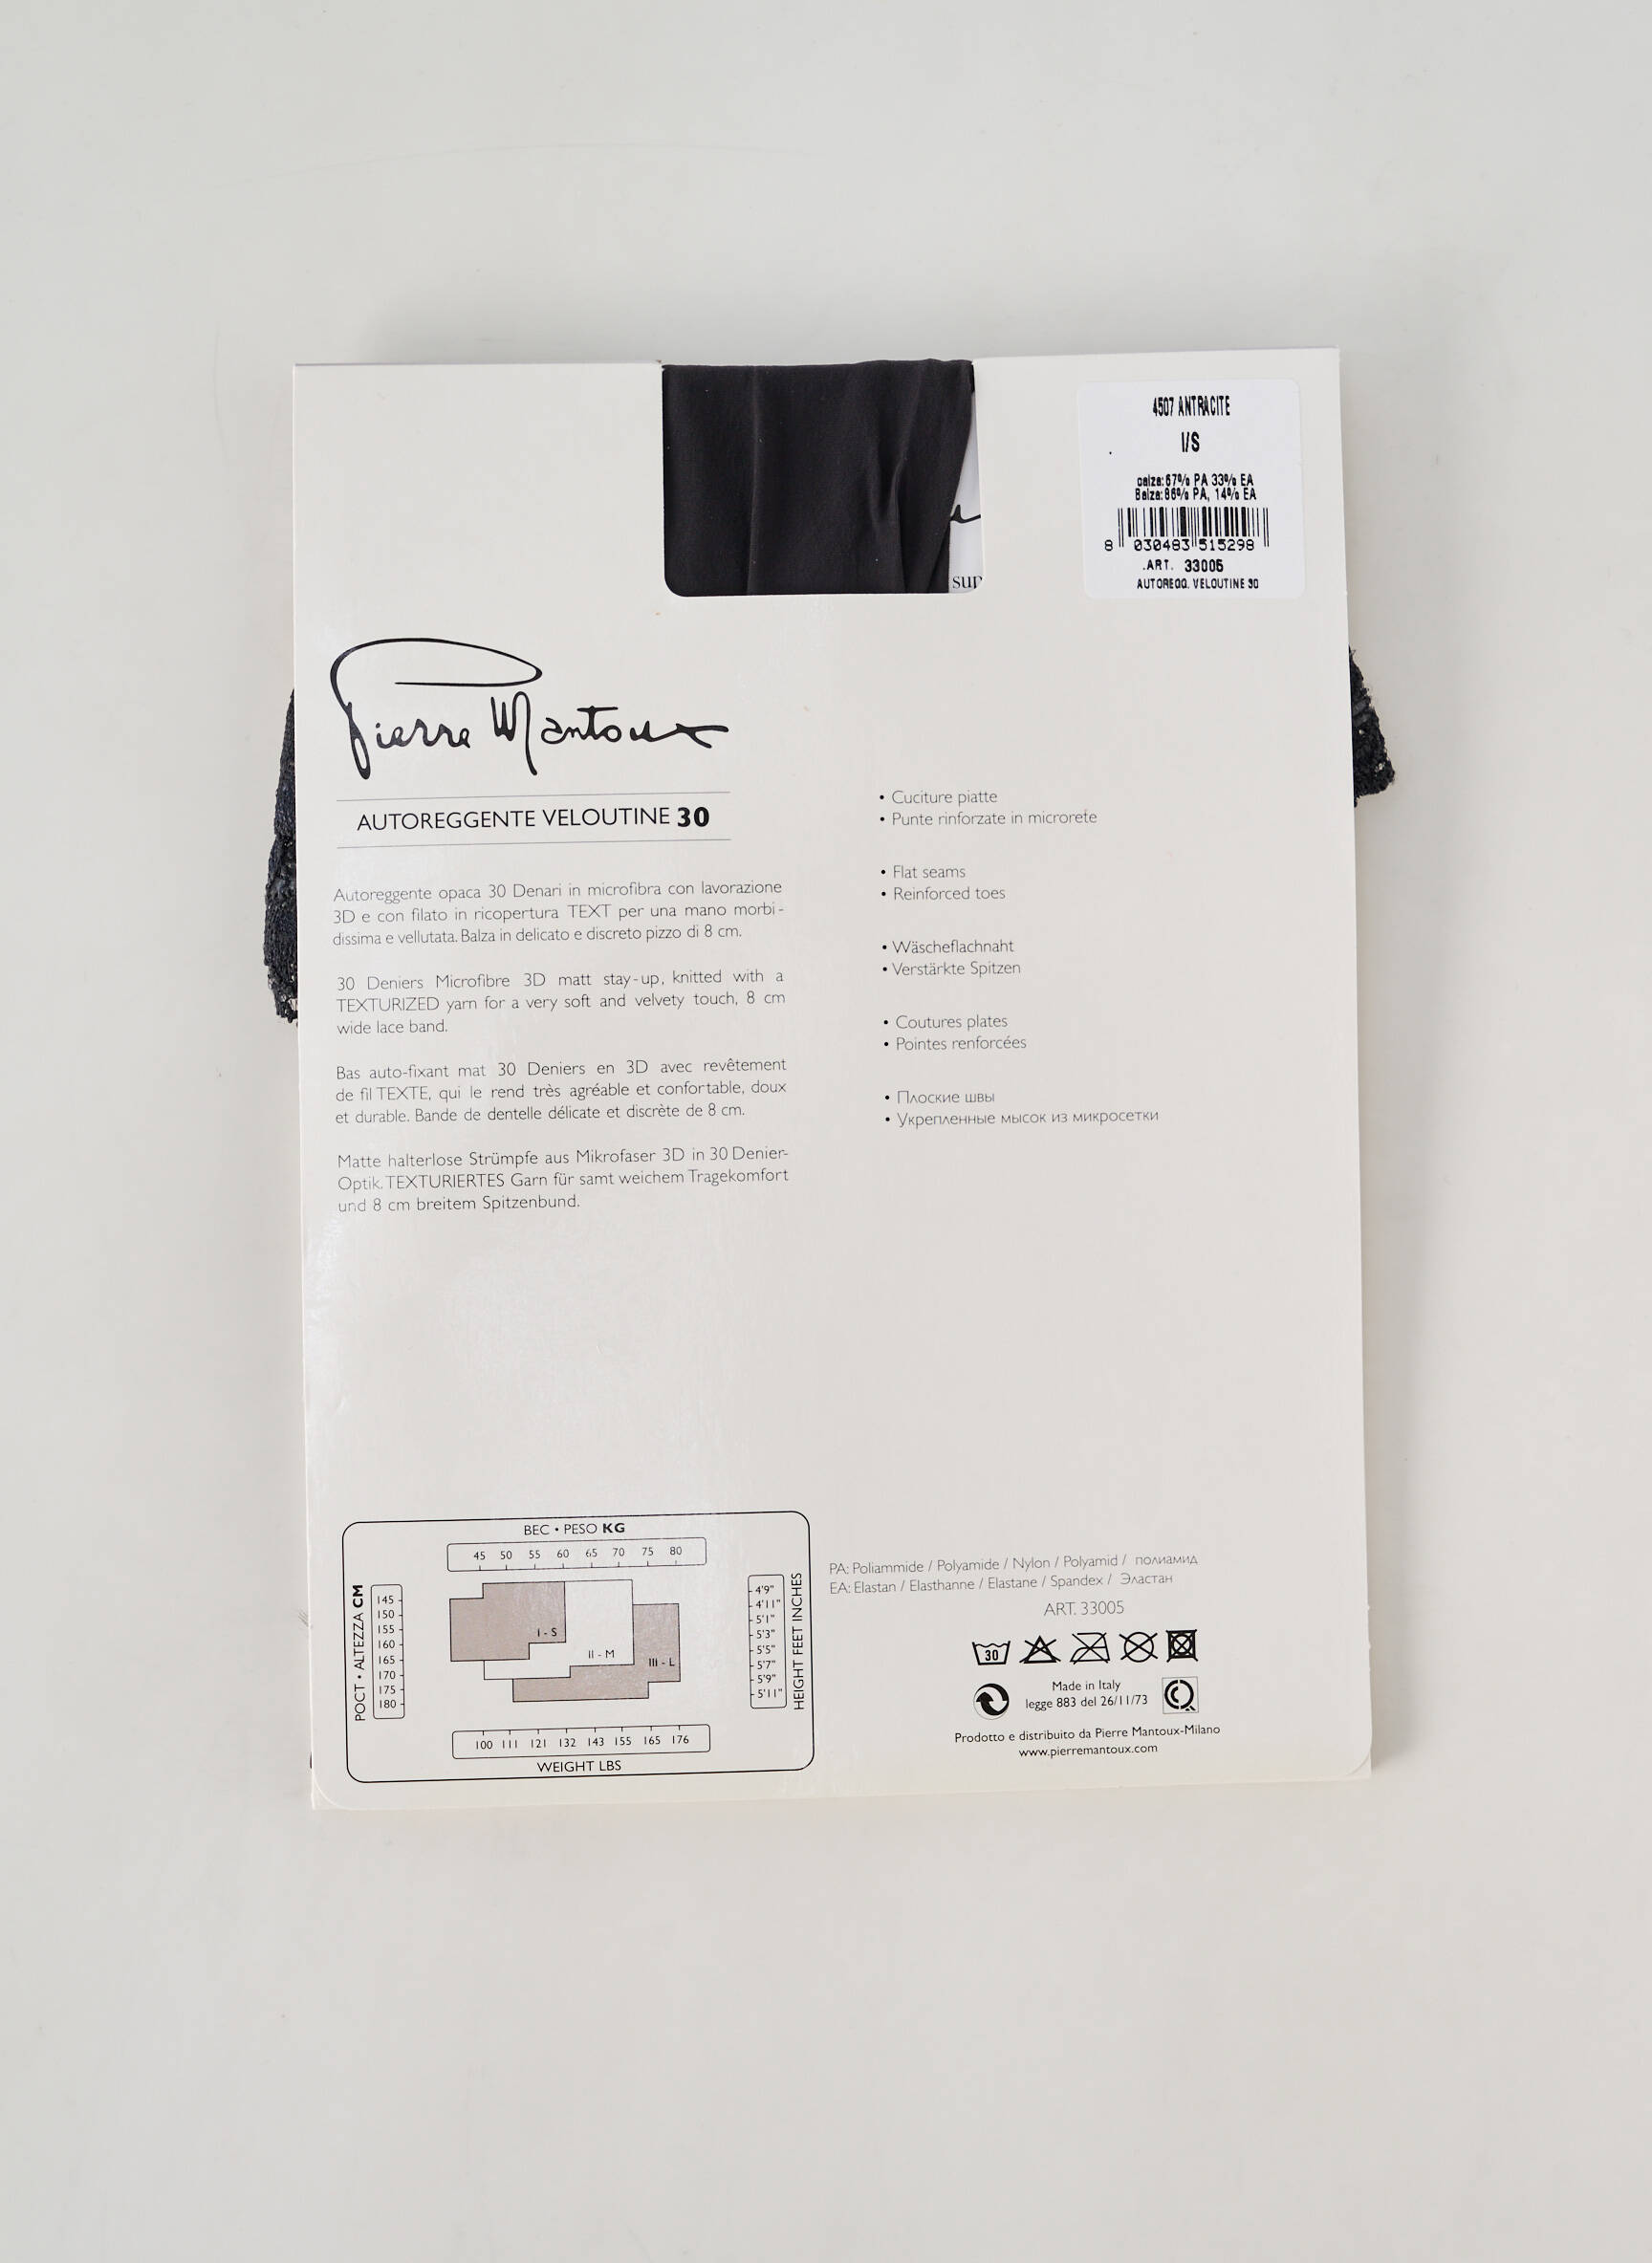 4507 ANTRACITE
I/S
calza:67% PA 33% EA
Balza:86% PA, 14% EA
8 030483 515298
.ART. 33005
AUTOREGG. VELOUTINE 30
sup
Pierre Mantoux
AUTOREGGENTE VELOUTINE 30
Autoreggente opaca 30 Denari in microfibra con lavorazione
3D e con filato in ricopertura TEXT per una mano morbi-
dissima e vellutata. Balza in delicato e discreto pizzo di 8 cm.
30 Deniers Microfibre 3D matt stay-up, knitted with a
TEXTURIZED yarn for a very soft and velvety touch, 8 cm
wide lace band.
Bas auto-fixant mat 30 Deniers en 3D avec revêtement
de fil TEXTE, qui le rend très agréable et confortable, doux
et durable. Bande de dentelle délicate et discrète de 8 cm.
Matte halterlose Strümpfe aus Mikrofaser 3D in 30 Denier-
Optik. TEXTURIERTES Garn für samt weichem Tragekomfort
und 8 cm breitem Spitzenbund.
• Cuciture piatte
• Punte rinforzate in microrete
• Flat seams
• Reinforced toes
• Wäscheflachnaht
• Verstärkte Spitzen
• Coutures plates
• Pointes renforcées
• Плоские швы
• Укрепленные мысок из микросетки
ВЕС • PESO KG
45 50 55 60 65 70 75 80
РОСТ • ALTEZZA CM
145
150
155
160
165
170
175
180
I - S
II - M
III - L
4'9"
4'11"
5'1"
5'3"
5'5"
5'7"
5'9"
5'11"
HEIGHT FEET INCHES
100 111 121 132 143 155 165 176
WEIGHT LBS
PA: Poliammide / Polyamide / Nylon / Polyamid / полиамид
EA: Elastan / Elasthanne / Elastane / Spandex / Эластан
ART. 33005
30
Made in Italy
legge 883 del 26/11/73
Prodotto e distribuito da Pierre Mantoux-Milano
www.pierremantoux.com